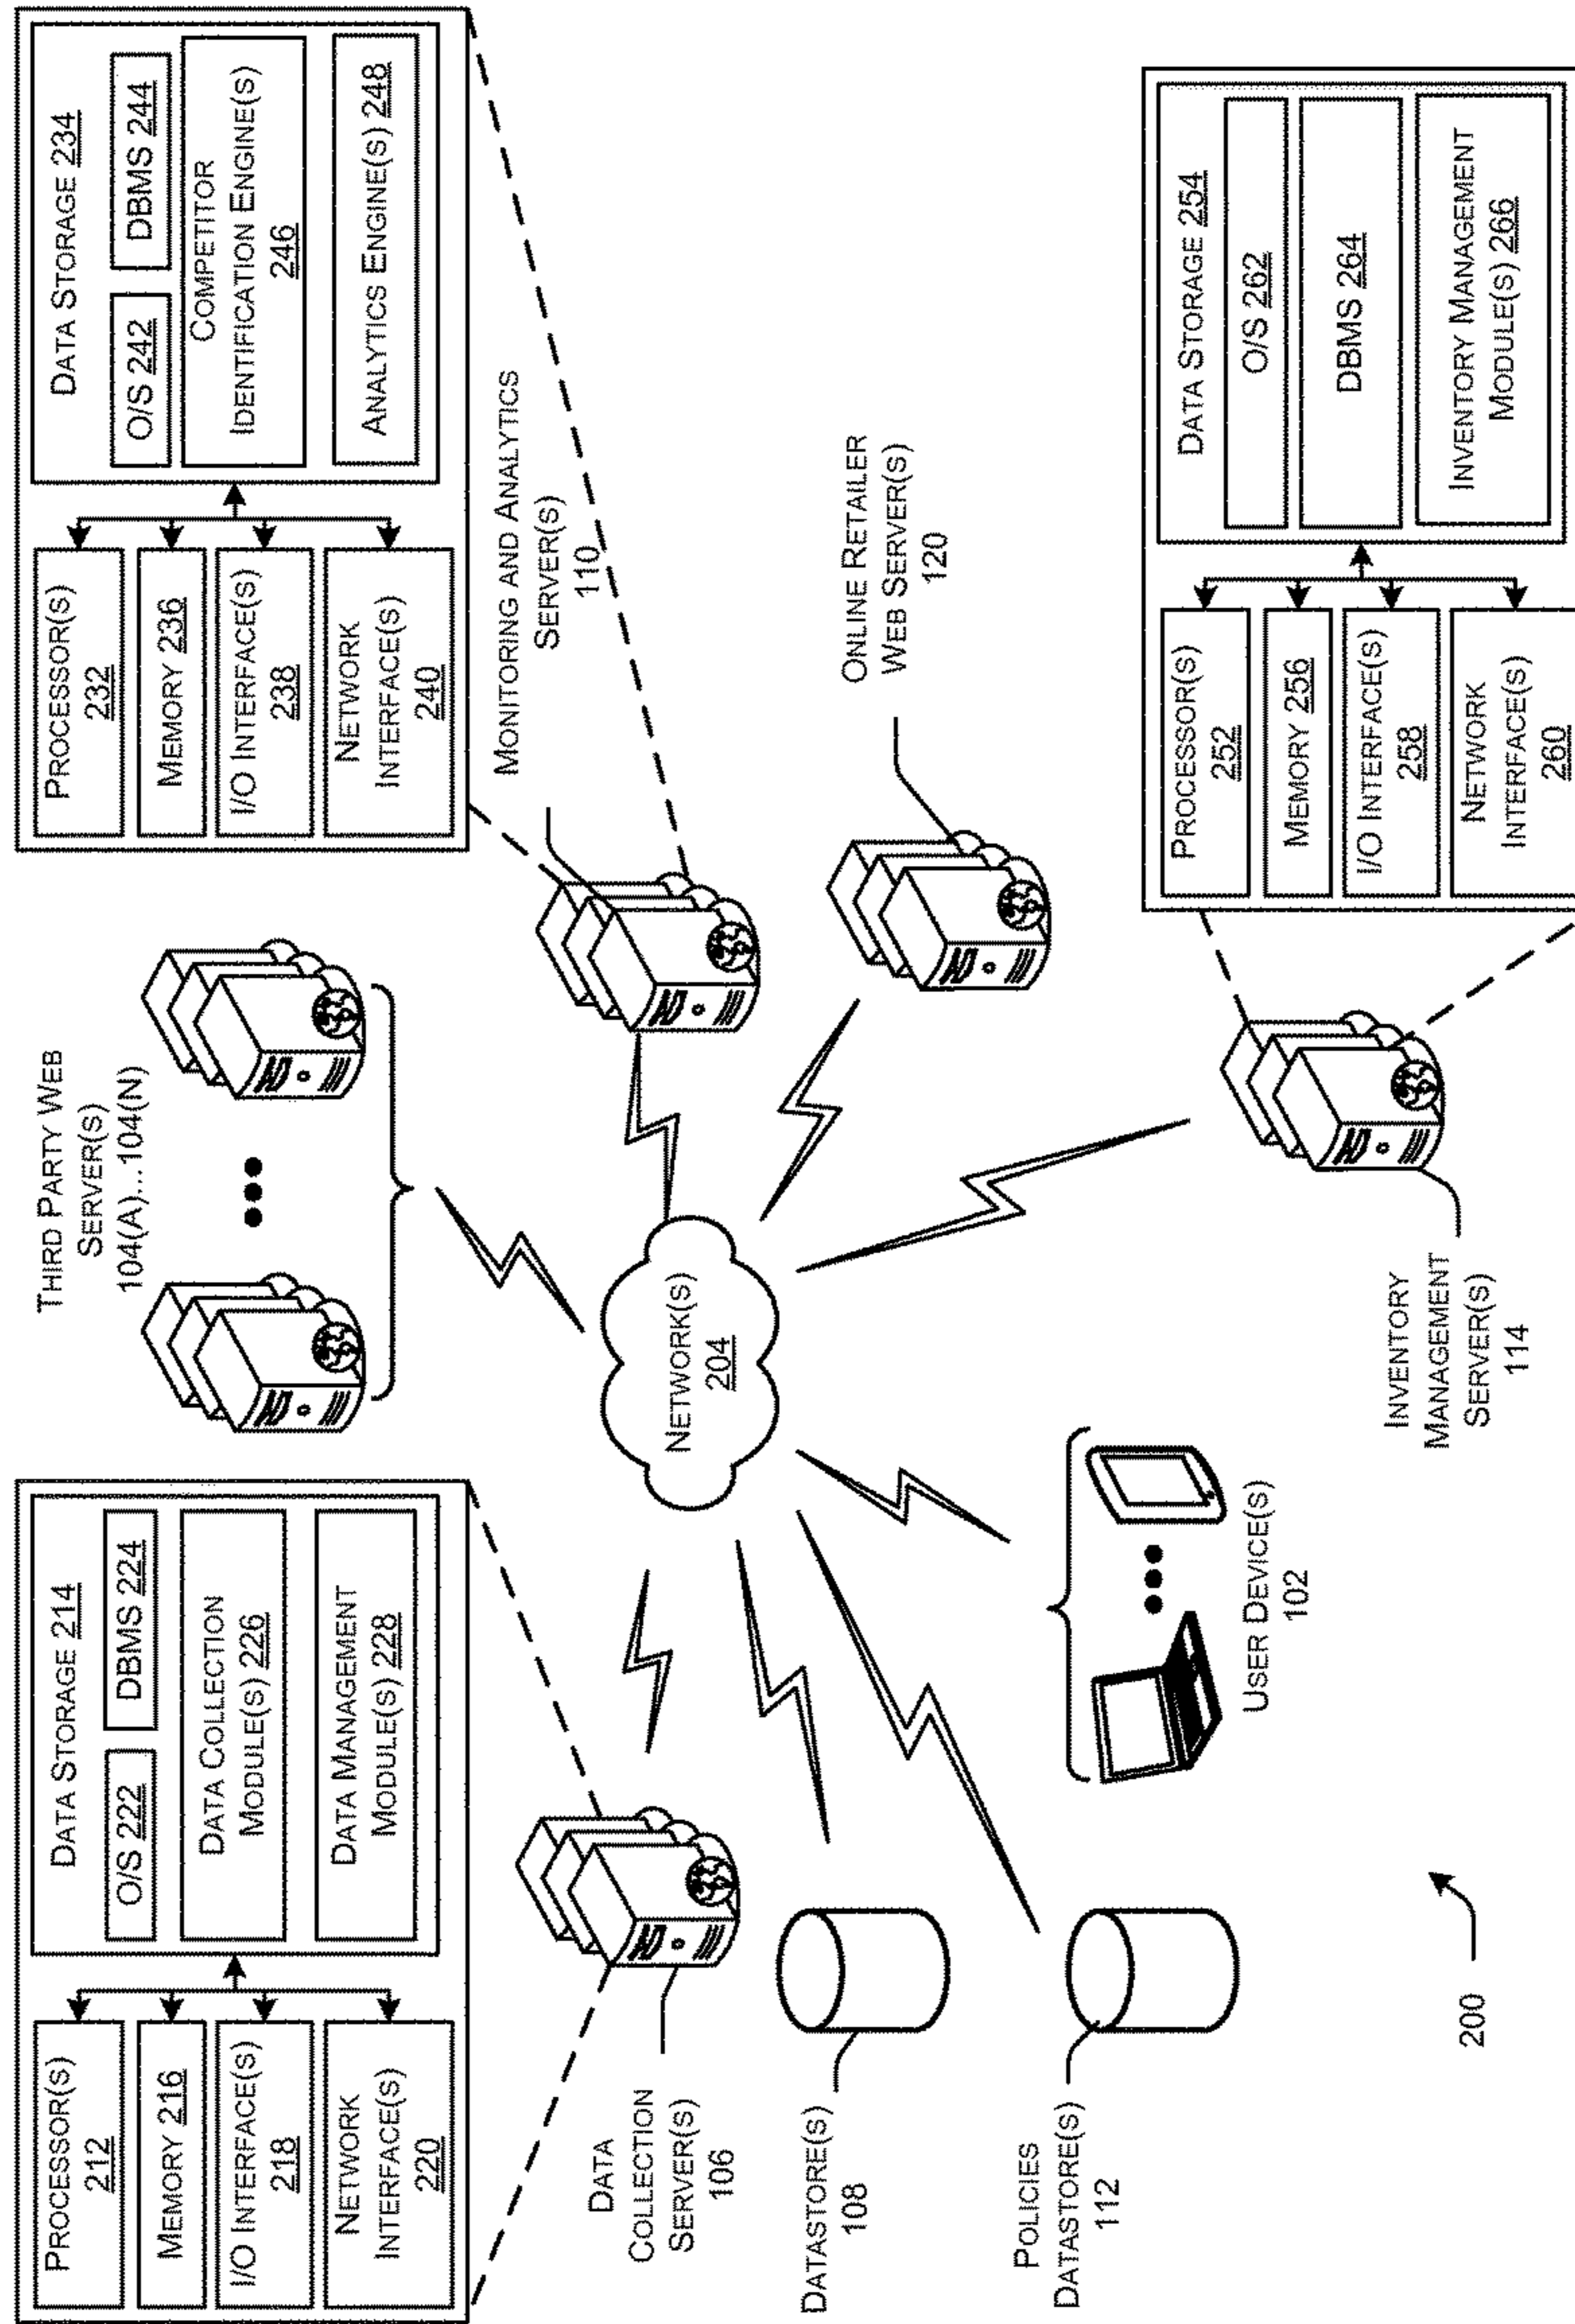 PROCESSOR(S)
212
MEMORY 216
I/O INTERFACE(S)
218
NETWORK
INTERFACE(S)
220
DATA STORAGE 214
O/S 222
DBMS 224
DATA COLLECTION
MODULE(S) 226
DATA MANAGEMENT
MODULE(S) 228
THIRD PARTY WEB
SERVER(S)
104(A)...104(N)
PROCESSOR(S)
232
MEMORY 236
I/O INTERFACE(S)
238
NETWORK
INTERFACE(S)
240
DATA STORAGE 234
O/S 242
DBMS 244
COMPETITOR
IDENTIFICATION ENGINE(S)
246
ANALYTICS ENGINE(S) 248
DATA
COLLECTION
SERVER(S)
106
MONITORING AND ANALYTICS
SERVER(S)
110
NETWORK(S)
204
DATASTORE(S)
108
ONLINE RETAILER
WEB SERVER(S)
120
POLICIES
DATASTORE(S)
112
USER DEVICE(S)
102
INVENTORY
MANAGEMENT
SERVER(S)
114
PROCESSOR(S)
252
MEMORY 256
I/O INTERFACE(S)
258
NETWORK
INTERFACE(S)
260
DATA STORAGE 254
O/S 262
DBMS 264
INVENTORY MANAGEMENT
MODULE(S) 266
200